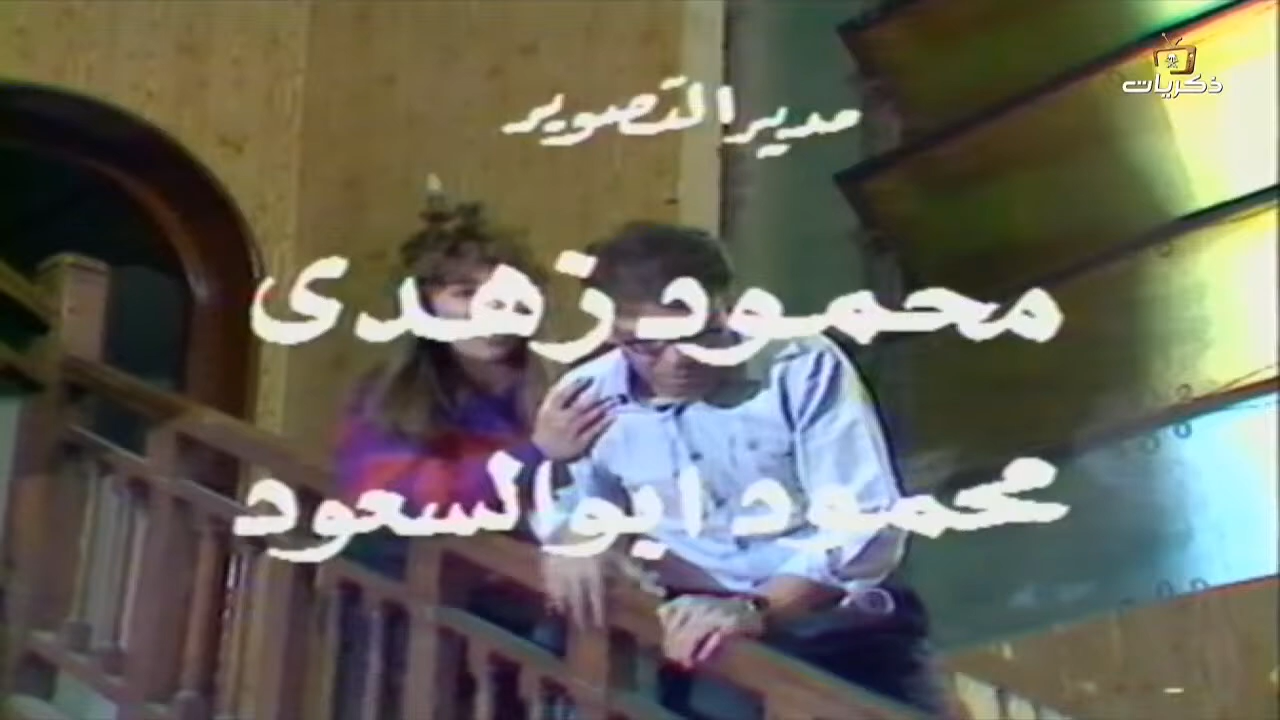 ذكريات
مدير التصوير
محمود زهدى
محمود ابو السعود